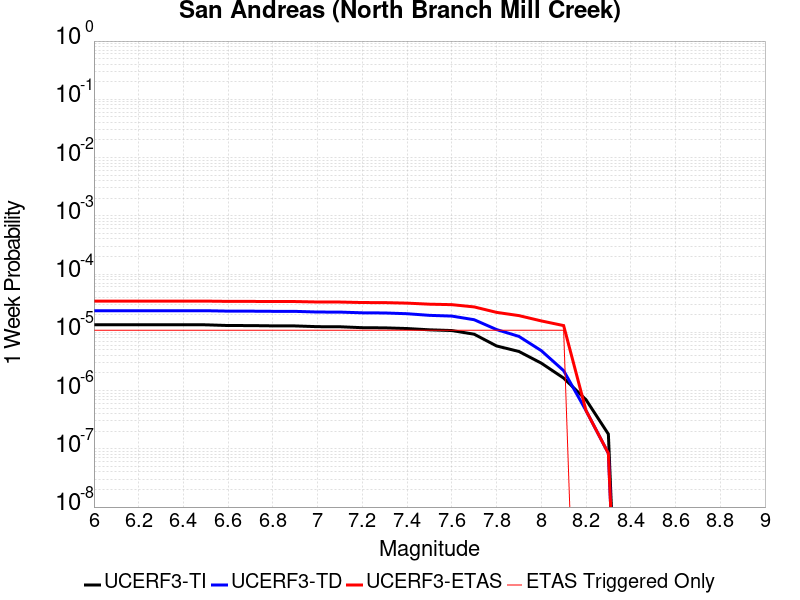 San Andreas (North Branch Mill Creek)
10^0
10^-1
10^-2
10^-3
10^-4
10^-5
10^-6
10^-7
10^-8
1 Week Probability
6 6.2 6.4 6.6 6.8 7 7.2 7.4 7.6 7.8 8 8.2 8.4 8.6 8.8 9
Magnitude
UCERF3-TI UCERF3-TD UCERF3-ETAS ETAS Triggered Only